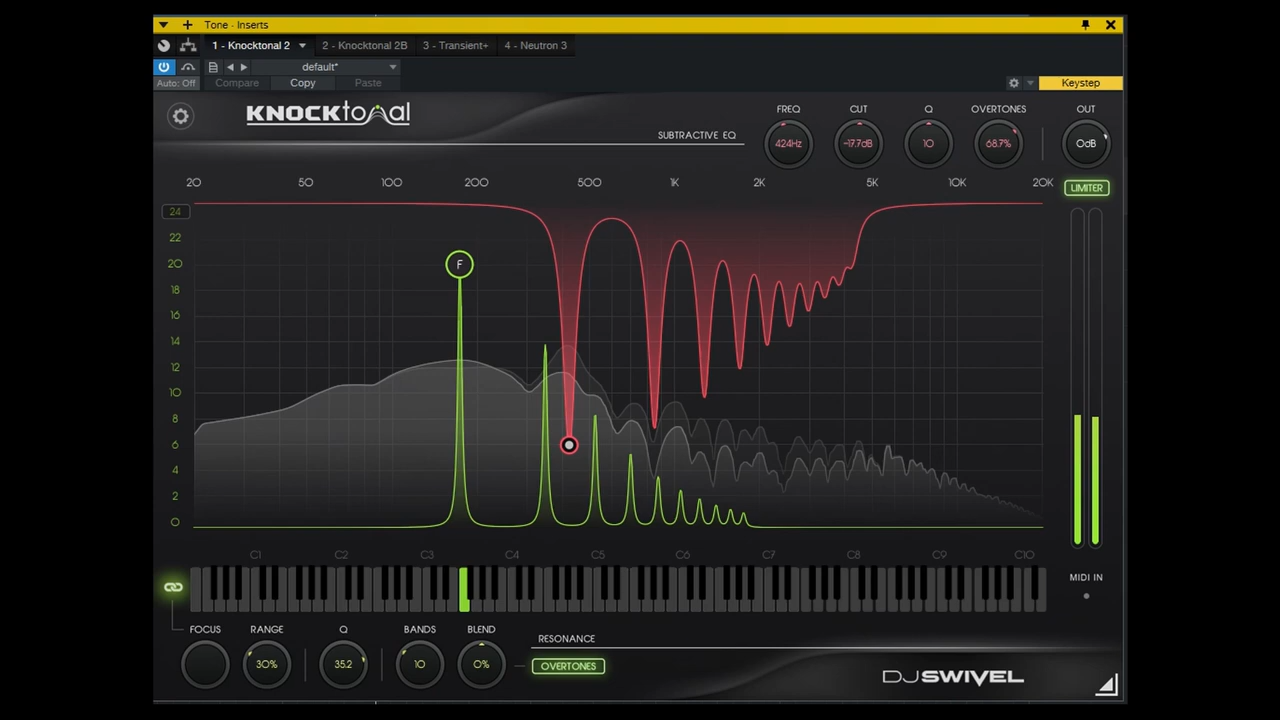 Tone - Inserts
1 - Knocktonal 2 2 - Knocktonal 2B 3 - Transient+ 4 - Neutron 3
default*
Auto: Off Compare Copy Paste Keystep
KNOCKtonal
SUBTRACTIVE EQ
FREQ CUT Q OVERTONES OUT
424Hz -17.7dB 10 68.7% 0dB
20 50 100 200 500 1K 2K 5K 10K 20K
LIMITER
24
22
20
18
16
14
12
10
8
6
4
2
0
F
C1 C2 C3 C4 C5 C6 C7 C8 C9 C10
MIDI IN
FOCUS RANGE Q BANDS BLEND
30% 35.2 10 0%
RESONANCE
OVERTONES
DJSWIVEL